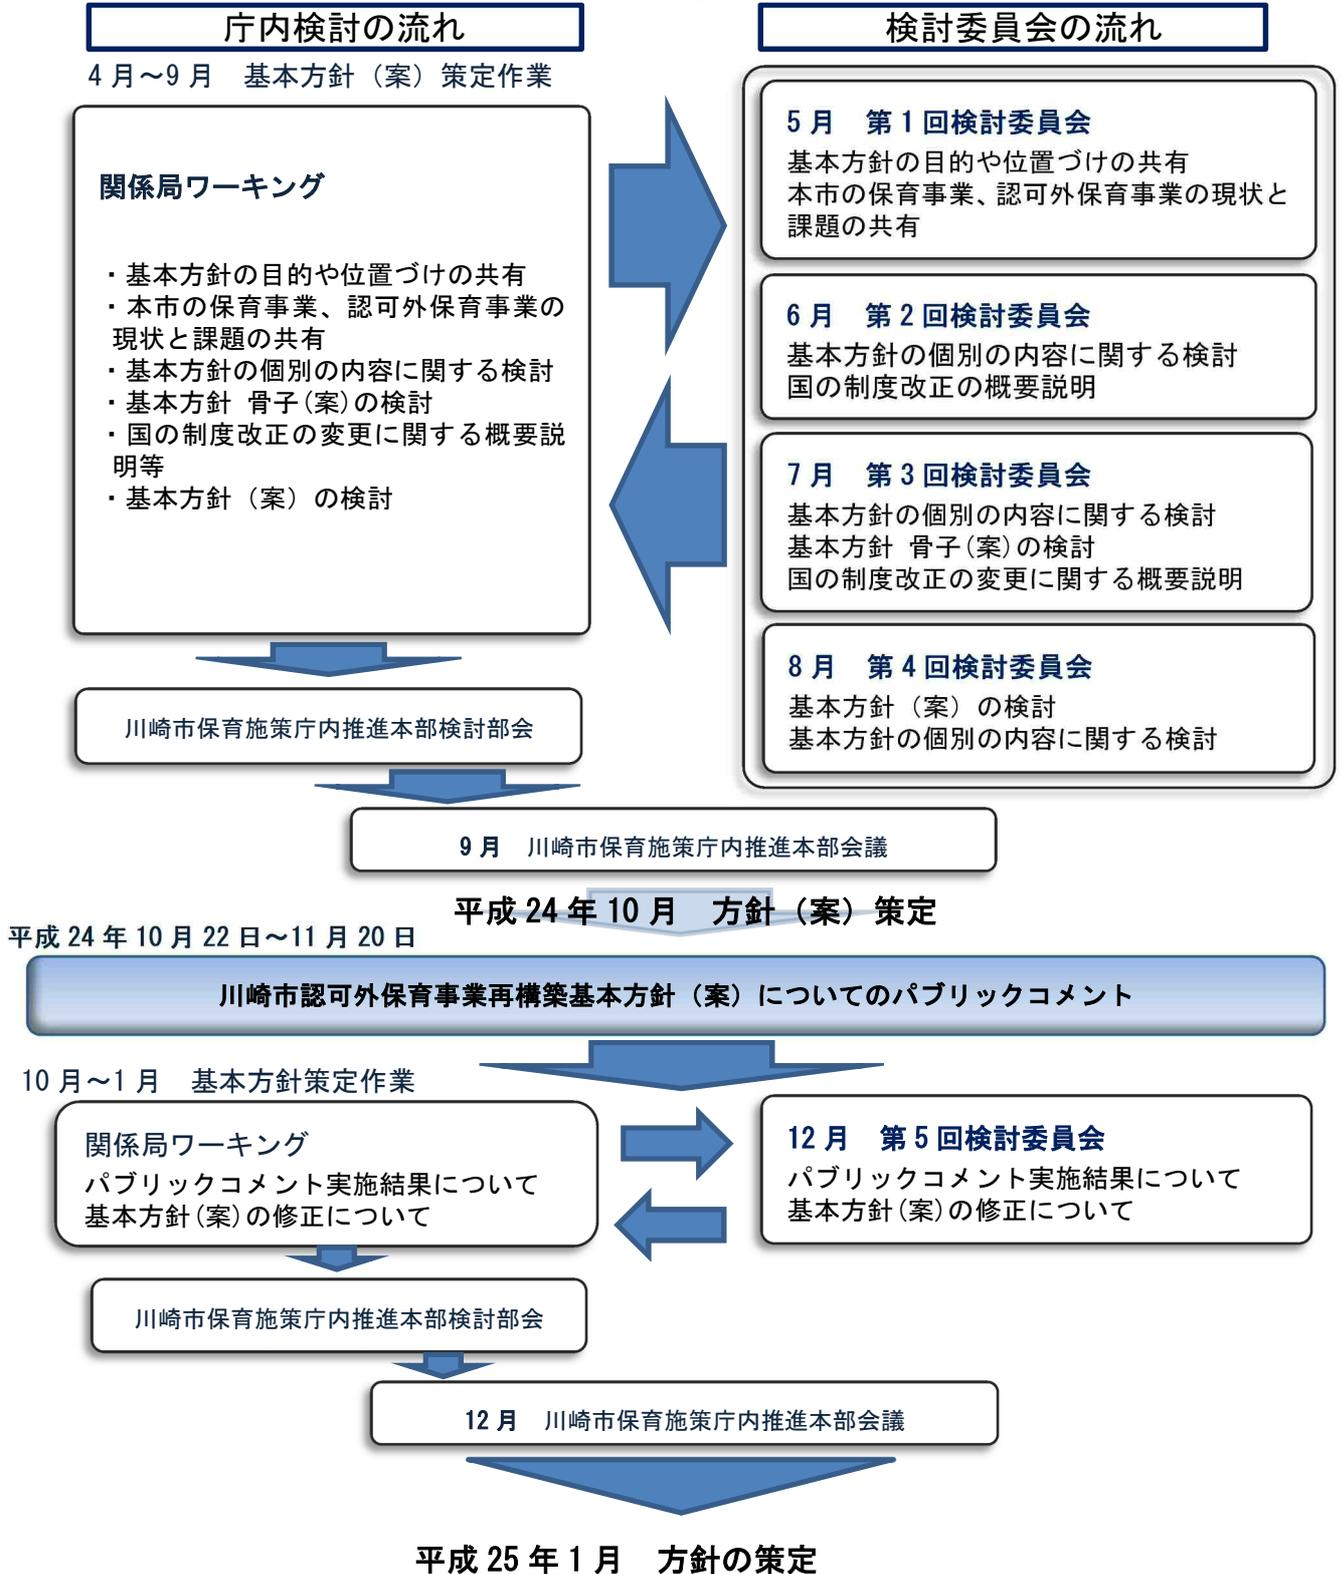 庁内検討の流れ
4月～9月　基本方針（案）策定作業
関係局ワーキング
・基本方針の目的や位置づけの共有
・本市の保育事業、認可外保育事業の
現状と課題の共有
・基本方針の個別の内容に関する検討
・基本方針 骨子(案)の検討
・国の制度改正の変更に関する概要説
明等
・基本方針（案）の検討
川崎市保育施策庁内推進本部検討部会
検討委員会の流れ
5月　第1回検討委員会
基本方針の目的や位置づけの共有
本市の保育事業、認可外保育事業の現状と
課題の共有
6月　第2回検討委員会
基本方針の個別の内容に関する検討
国の制度改正の概要説明
7月　第3回検討委員会
基本方針の個別の内容に関する検討
基本方針 骨子(案)の検討
国の制度改正の変更に関する概要説明
8月　第4回検討委員会
基本方針（案）の検討
基本方針の個別の内容に関する検討
9月　川崎市保育施策庁内推進本部会議
平成24年10月　方針（案）策定
平成24年10月22日～11月20日
川崎市認可外保育事業再構築基本方針（案）についてのパブリックコメント
10月～1月　基本方針策定作業
関係局ワーキング
パブリックコメント実施結果について
基本方針(案)の修正について
12月　第5回検討委員会
パブリックコメント実施結果について
基本方針(案)の修正について
川崎市保育施策庁内推進本部検討部会
12月　川崎市保育施策庁内推進本部会議
平成25年1月　方針の策定